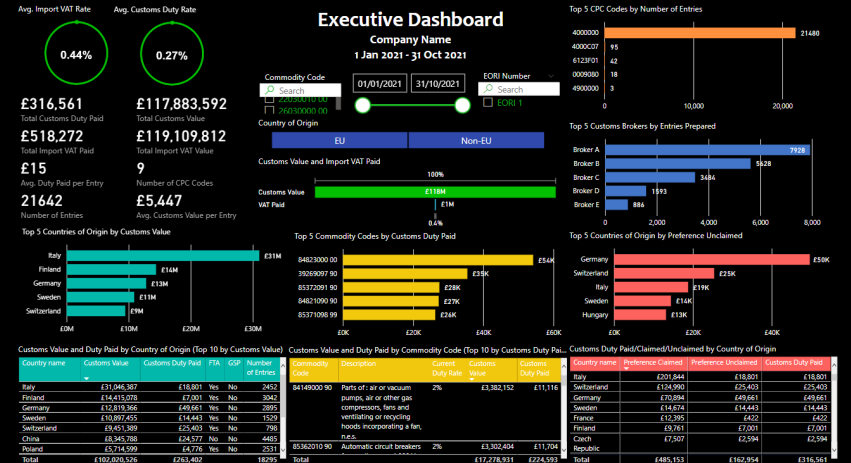 Avg. Import VAT Rate
0.44%
Avg. Customs Duty Rate
0.27%
£316,561
Total Customs Duty Paid
£117,883,592
Total Customs Value
£518,272
Total Import VAT Paid
£119,109,812
Total Import VAT Value
£15
Avg. Duty Paid per Entry
9
Number of CPC Codes
21642
Number of Entries
£5,447
Avg. Customs Duty Value per Entry
Executive Dashboard
Company Name
1 Jan 2021 - 31 Oct 2021
Commodity Code
Search
22030010 00
26030000 00
01/01/2021
31/10/2021
EORI Number
Search
EORI 1
Country of Origin
EU
Non-EU
Customs Value and Import VAT Paid
100%
Customs Value
£118M
VAT Paid
£1M
0.4%
Top 5 CPC Codes by Number of Entries
4000000 21480
4000C07 95
6123F01 42
0009080 18
4900000 3
0 10,000 20,000
Top 5 Customs Brokers by Entries Prepared
Broker A 7928
Broker B 5628
Broker C 3484
Broker D 1593
Broker E 886
0 2,000 4,000 6,000 8,000
Top 5 Countries of Origin by Customs Value
Italy £31M
Finland £14M
Germany £13M
Sweden £11M
Switzerland £9M
£0M £10M £20M £30M
Top 5 Commodity Codes by Customs Duty Paid
84823000 00 £54K
39269097 90 £35K
85372091 90 £28K
84821090 90 £27K
85371098 99 £26K
£0K £20K £40K £60K
Top 5 Countries of Origin by Preference Unclaimed
Germany £50K
Switzerland £25K
Italy £19K
Sweden £14K
Hungary £13K
£0K £20K £40K
Customs Value and Duty Paid by Country of Origin (Top 10 by Customs Value)
Country name Customs Value Customs Duty Paid FTA GSP Number of Entries
Italy £31,046,387 £18,801 Yes No 2452
Finland £14,415,078 £7,001 Yes No 3042
Germany £12,819,366 £49,661 Yes No 2895
Sweden £10,897,455 £14,443 Yes No 1529
Switzerland £9,451,389 £25,403 Yes No 798
China £8,345,788 £24,577 No No 4485
Poland £5,714,599 £4,776 Yes No 2531
Total £102,020,526 £263,402 18295
Customs Value and Duty Paid by Commodity Code (Top 10 by Customs Duty Pai...
Commodity Code Description Current Duty Rate Customs Value Customs Duty Paid
84149000 90 Parts of : air or vacuum 2% £3,382,152 £11,116
pumps, air or other gas
compressors, fans and
ventilating or recycling
hoods incorporating a fan,
n.e.s.
85362010 90 Automatic circuit breakers 2% £3,302,404 £11,704
Total £17,278,931 £224,593
Customs Duty Paid/Claimed/Unclaimed by Country of Origin
Country name Preference Claimed Preference Unclaimed Customs Duty Paid
Italy £201,844 £18,801 £18,801
Switzerland £124,990 £25,403 £25,403
Germany £70,894 £49,661 £49,661
Sweden £14,674 £14,443 £14,443
France £12,395 £422 £422
Finland £9,761 £7,001 £7,001
Czech Republic £7,507 £2,594 £2,594
Total £485,153 £162,954 £316,561